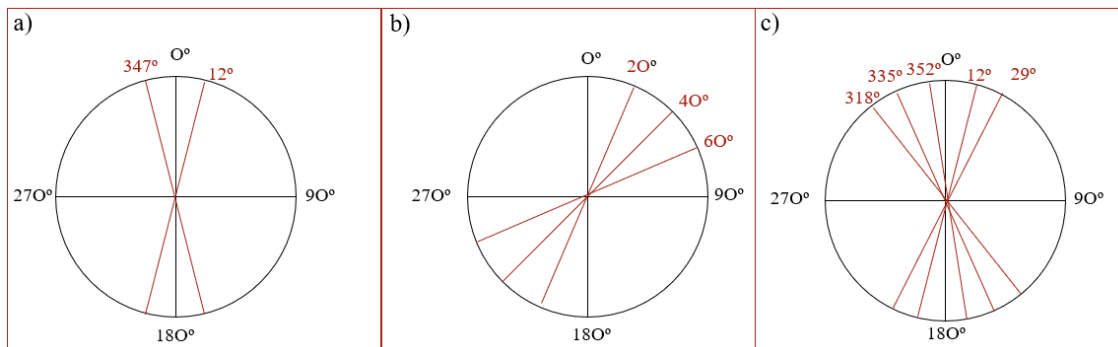 a)
Oº
347º 12º
27Oº 9Oº
18Oº
b)
Oº
2Oº
4Oº
6Oº
27Oº 9Oº
18Oº
c)
Oº
335º 352º 12º 29º
318º
27Oº 9Oº
18Oº